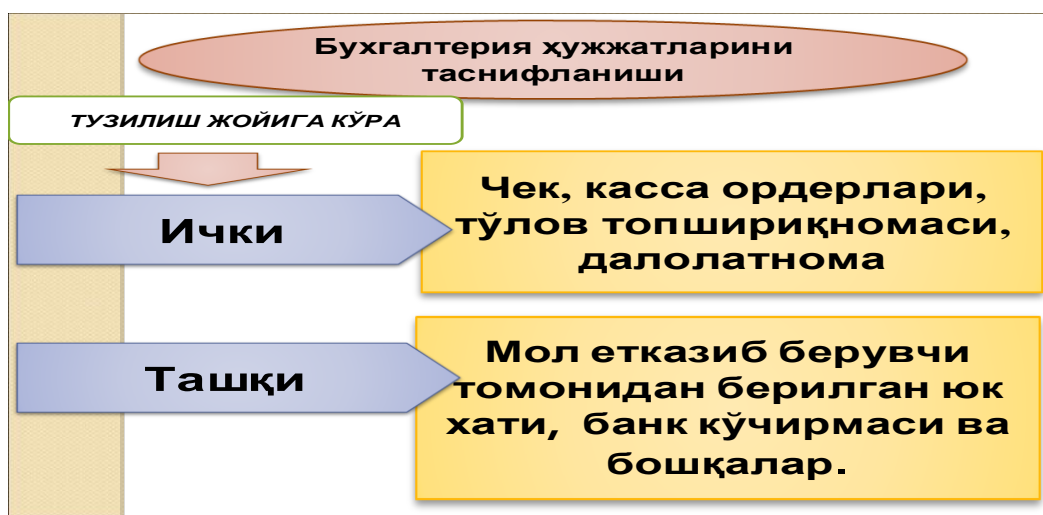 Бухгалтерия ҳужжатларини
таснифланиши
ТУЗИЛИШ ЖОЙИГА КЎРА
Ички
Чек, касса ордерлари,
тўлов топшириқномаси,
далолатнома
Ташқи
Мол етказиб берувчи
томонидан берилган юк
хати, банк кўчирмаси ва
бошқалар.